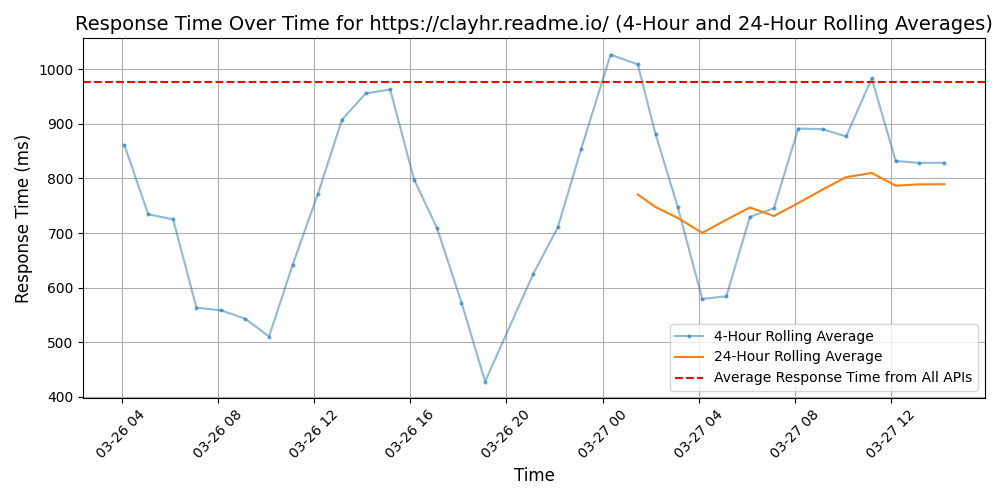 Response Time Over Time for https://clayhr.readme.io/ (4-Hour and 24-Hour Rolling Averages)
Response Time (ms)
1000
900
800
700
600
500
400
4-Hour Rolling Average
24-Hour Rolling Average
Average Response Time from All APIs
03-26 04
03-26 08
03-26 12
03-26 16
03-26 20
03-27 00
03-27 04
03-27 08
03-27 12
Time